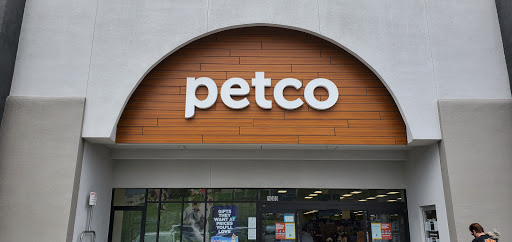 petco
GIFTS
THEY WANT
AT PRICES
YOU'LL
LOVE